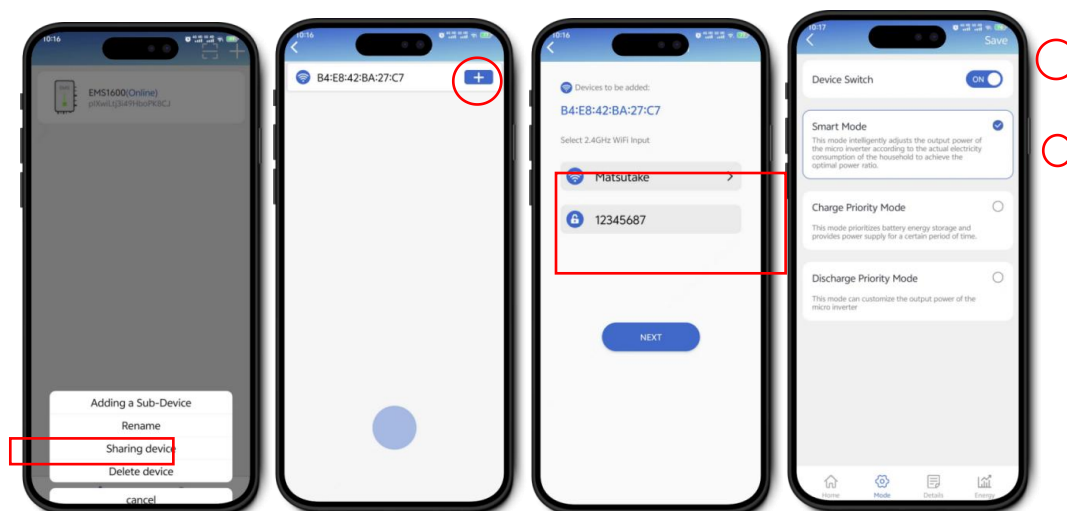 10:16
EMS1600(Online)
Adding a Sub-Device
Rename
Sharing device
Delete device
cancel
10:16
B4:E8:42:BA:27:C7
+
10:16
Devices to be added:
B4:E8:42:BA:27:C7
Select 2.4GHz WiFi Input
Matsutake
12345687
NEXT
10:17
Save
Device Switch
ON
Smart Mode
This mode intelligently adjusts the output power of
the micro inverter according to the actual electricity
consumption of the household to achieve the
optimal power ratio.
Charge Priority Mode
This mode prioritizes battery energy storage and
provides power supply for a certain period of time.
Discharge Priority Mode
This mode can customize the output power of the
micro inverter
Home
Mode
Details
Energy